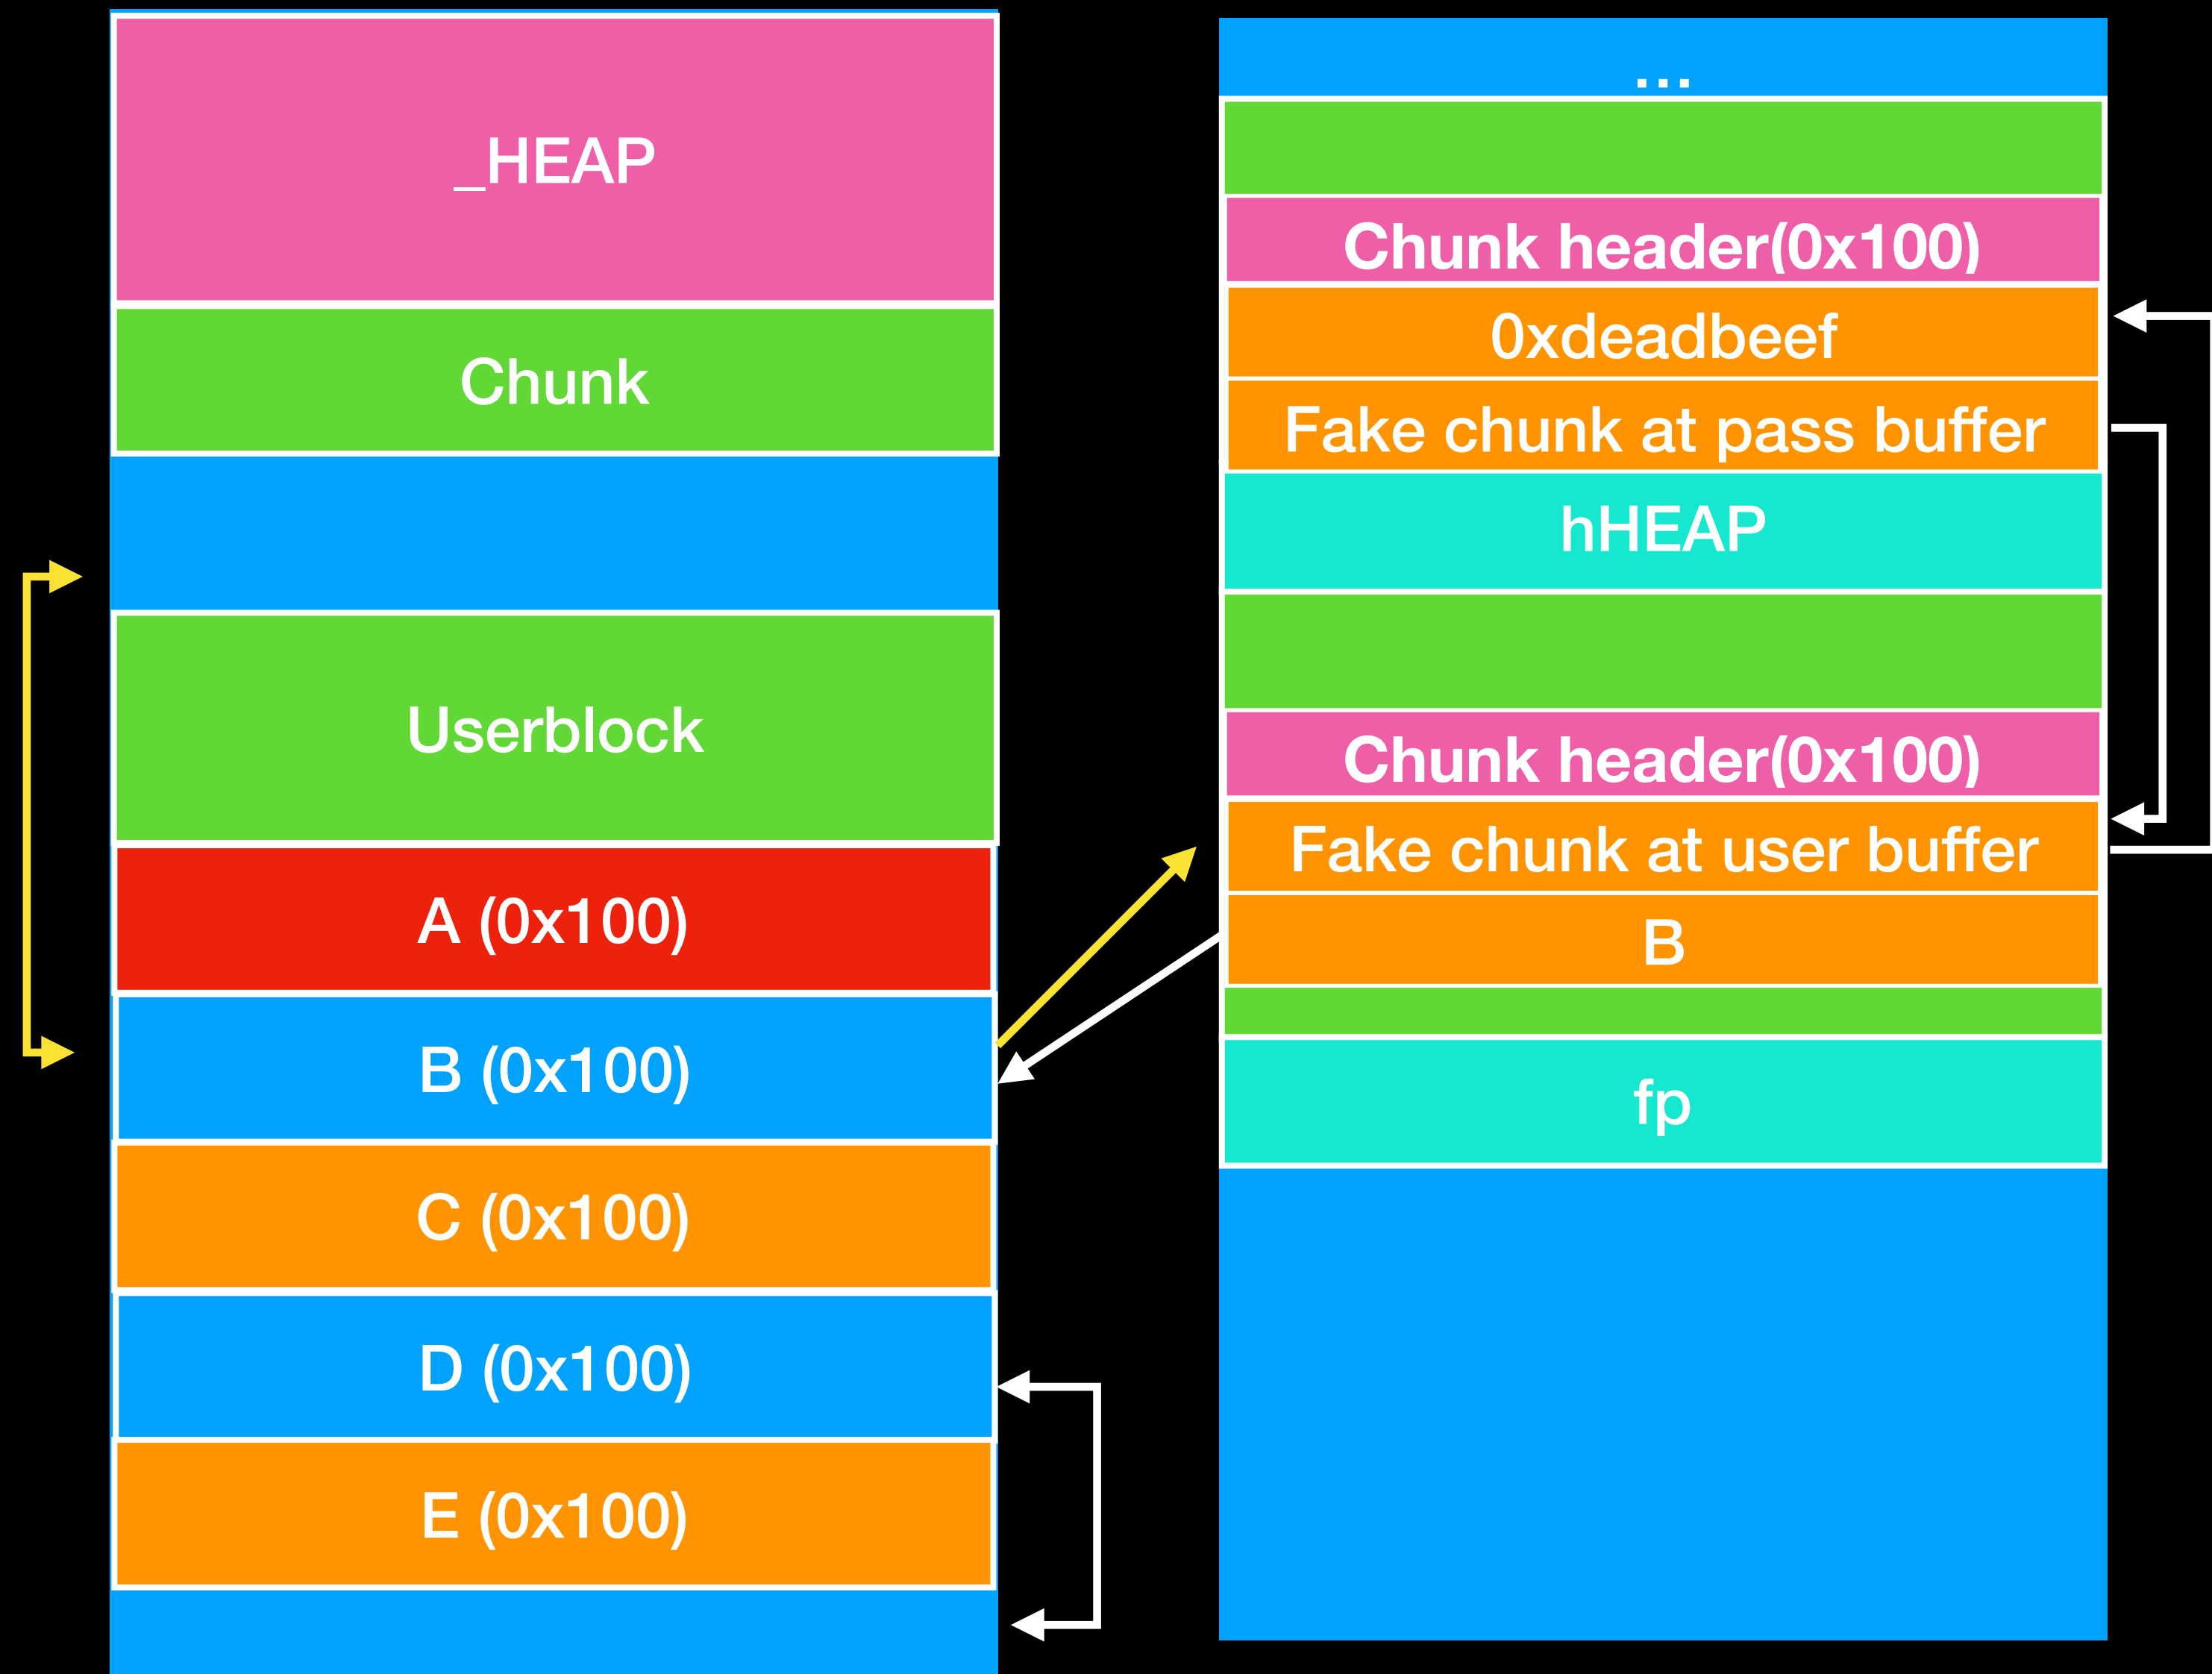 _HEAP
Chunk
Userblock
A (0x100)
B (0x100)
C (0x100)
D (0x100)
E (0x100)
...
Chunk header(0x100)
0xdeadbeef
Fake chunk at pass buffer
hHEAP
Chunk header(0x100)
Fake chunk at user buffer
B
fp